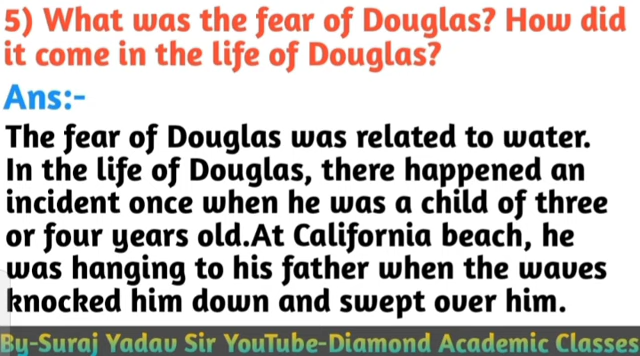 5) What was the fear of Douglas? How did
it come in the life of Douglas?
Ans:-
The fear of Douglas was related to water.
In the life of Douglas, there happened an
incident once when he was a child of three
or four years old.At California beach, he
was hanging to his father when the waves
knocked him down and swept over him.
By-Suraj Yadav Sir YouTube-Diamond Academic Classes